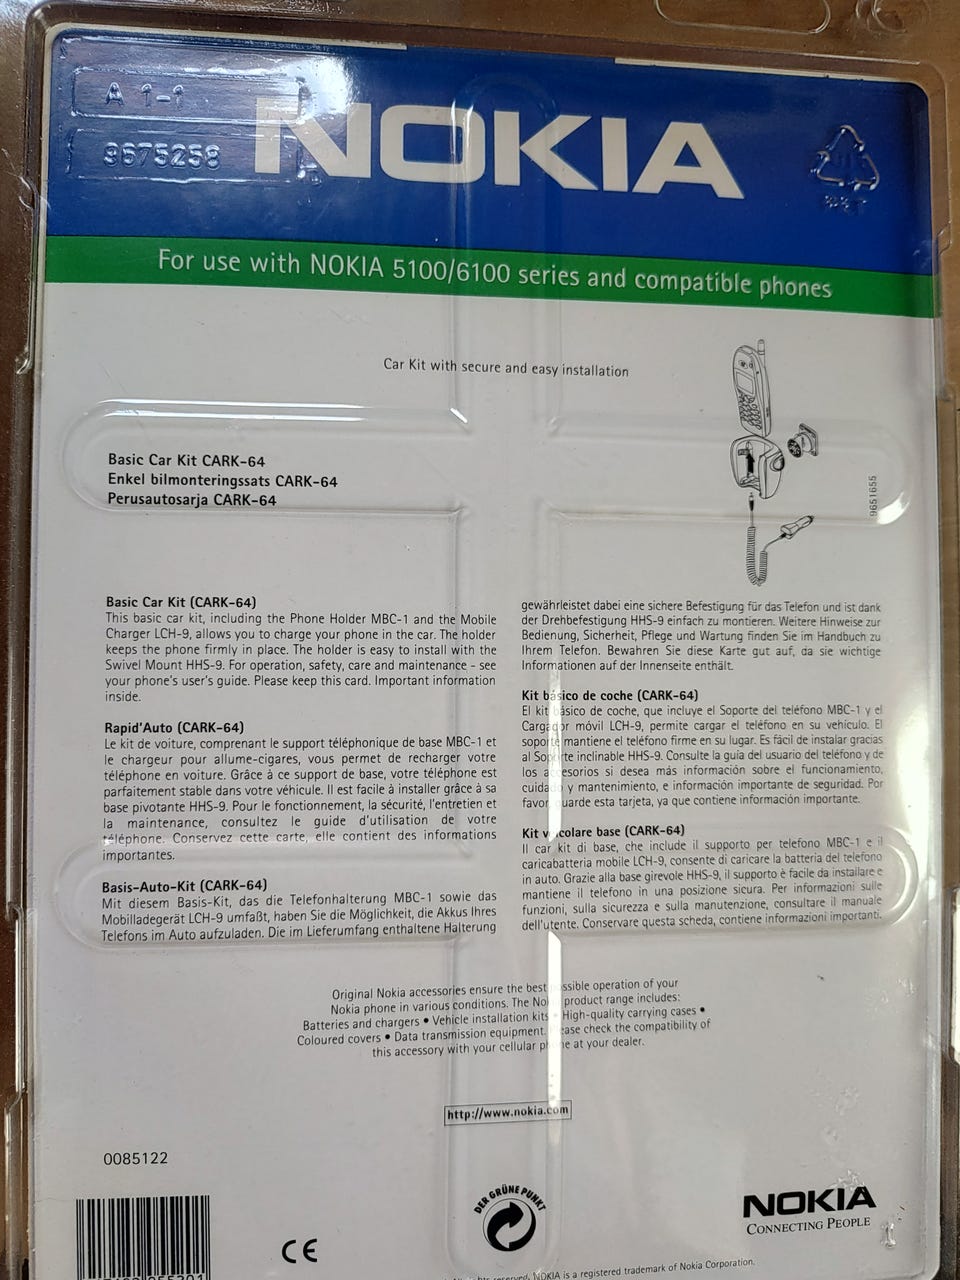 A 1-1
9675258
NOKIA
For use with NOKIA 5100/6100 series and compatible phones
Car Kit with secure and easy installation
Basic Car Kit CARK-64
Enkel bilmonteringssats CARK-64
Perusautosarja CARK-64
9651655
Basic Car Kit (CARK-64)
This basic car kit, including the Phone Holder MBC-1 and the Mobile
Charger LCH-9, allows you to charge your phone in the car. The holder
keeps the phone firmly in place. The holder is easy to install with the
Swivel Mount HHS-9. For operation, safety, care and maintenance - see
your phone's user's guide. Please keep this card. Important information
inside.
Rapid'Auto (CARK-64)
Le kit de voiture, comprenant le support téléphonique de base MBC-1 et
le chargeur pour allume-cigares, vous permet de recharger votre
téléphone en voiture. Grâce à ce support de base, votre téléphone est
parfaitement stable dans votre véhicule. Il est facile à installer grâce à sa
base pivotante HHS-9. Pour le fonctionnement, la sécurité, l'entretien et
la maintenance, consultez le guide d'utilisation de votre
téléphone. Conservez cette carte, elle contient des informations
importantes.
Basis-Auto-Kit (CARK-64)
Mit diesem Basis-Kit, das die Telefonhalterung MBC-1 sowie das
Mobilladegerät LCH-9 umfaßt, haben Sie die Möglichkeit, die Akkus Ihres
Telefons im Auto aufzuladen. Die im Lieferumfang enthaltene Halterung
gewährleistet dabei eine sichere Befestigung für das Telefon und ist dank
der Drehbefestigung HHS-9 einfach zu montieren. Weitere Hinweise zur
Bedienung, Sicherheit, Pflege und Wartung finden Sie im Handbuch zu
Ihrem Telefon. Bewahren Sie diese Karte gut auf, da sie wichtige
Informationen auf der Innenseite enthält.
Kit básico de coche (CARK-64)
El kit básico de coche, que incluye el Soporte del teléfono MBC-1 y el
Cargador móvil LCH-9, permite cargar el teléfono en su vehículo. El
soporte mantiene el teléfono firme en su lugar. Es fácil de instalar gracias
al Soporte inclinable HHS-9. Consulte la guía del usuario del teléfono y de
los accesorios si desea más información sobre el funcionamiento,
cuidado y mantenimiento, e información importante de seguridad. Por
favor guarde esta tarjeta, ya que contiene información importante.
Kit veicolare base (CARK-64)
Il car kit di base, che include il supporto per telefono MBC-1 e il
caricabatteria mobile LCH-9, consente di caricare la batteria del telefono
in auto. Grazie alla base girevole HHS-9, il supporto è facile da installare e
mantiene il telefono in una posizione sicura. Per informazioni sulle
funzioni, sulla sicurezza e sulla manutenzione, consultare il manuale
dell'utente. Conservare questa scheda, contiene informazioni importanti.
Original Nokia accessories ensure the best possible operation of your
Nokia phone in various conditions. The Nokia product range includes:
Batteries and chargers • Vehicle installation kits • High-quality carrying cases •
Coloured covers • Data transmission equipment. Please check the compatibility of
this accessory with your cellular phone at your dealer.
http://www.nokia.com
0085122
DER GRÜNE PUNKT
CE
NOKIA
CONNECTING PEOPLE
rights reserved. NOKIA is a registered trademark of Nokia Corporation.